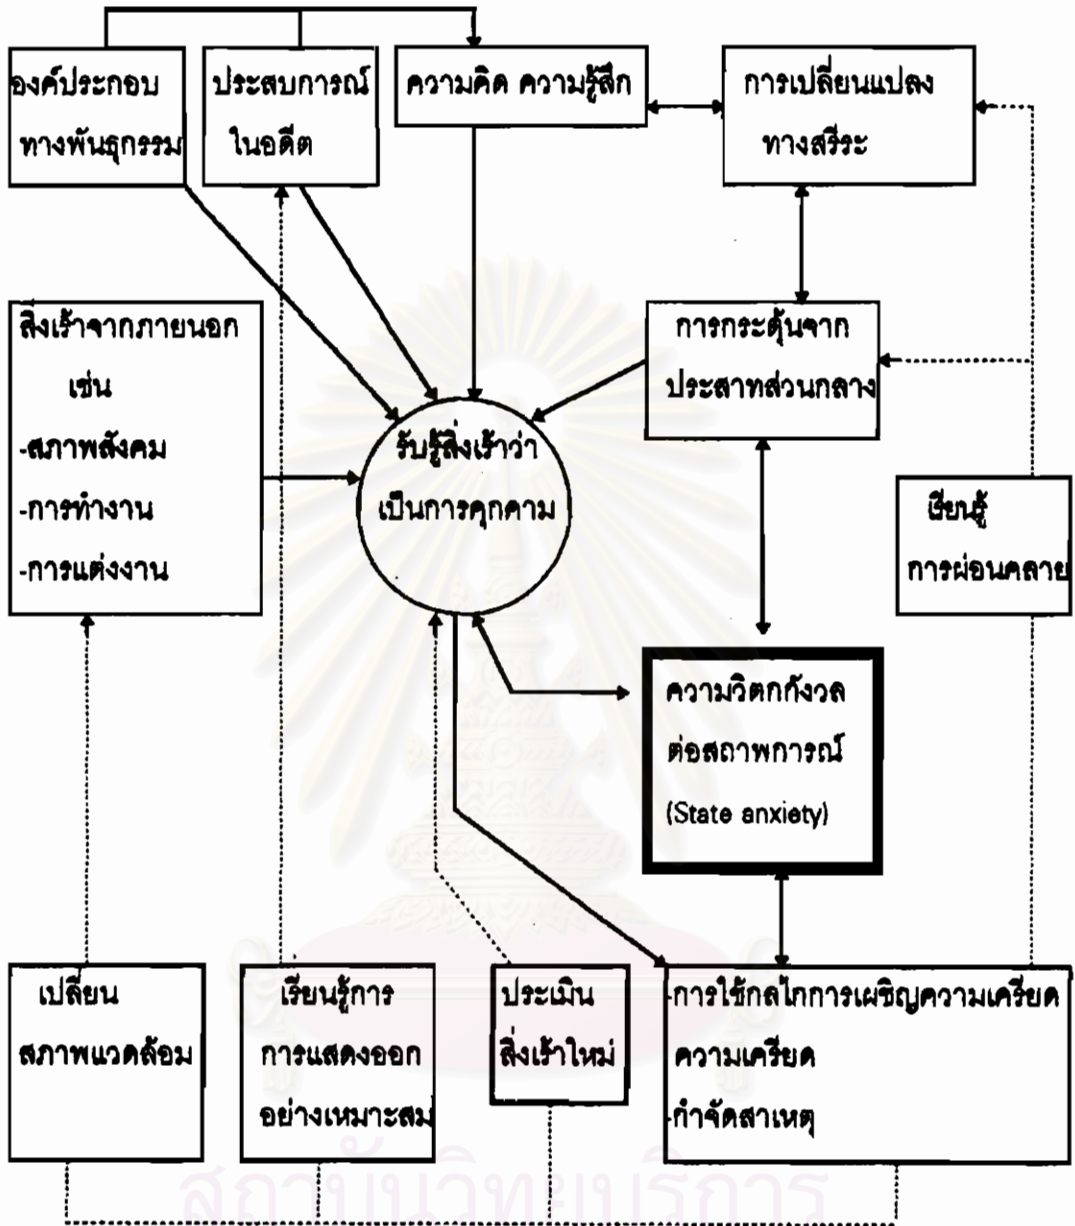 องค์ประกอบ
ทางพันธุกรรม
ประสบการณ์
ในอดีต
ความคิด ความรู้สึก
การเปลี่ยนแปลง
ทางสรีระ
สิ่งเร้าจากภายนอก
เช่น
-สภาพสังคม
-การทำงาน
-การแต่งงาน
รับรู้สิ่งเร้าว่า
เป็นการคุกคาม
การกระตุ้นจาก
ประสาทส่วนกลาง
เรียนรู้
การผ่อนคลาย
ความวิตกกังวล
ต่อสถาพการณ์
(State anxiety)
เปลี่ยน
สภาพแวดล้อม
เรียนรู้การ
การแสดงออก
อย่างเหมาะสม
ประเมิน
สิ่งเร้าใหม่
-การใช้กลไกการเผชิญความเครียด
ความเครียด
-กำจัดสาเหตุ
สถาบันวิทยบริการ